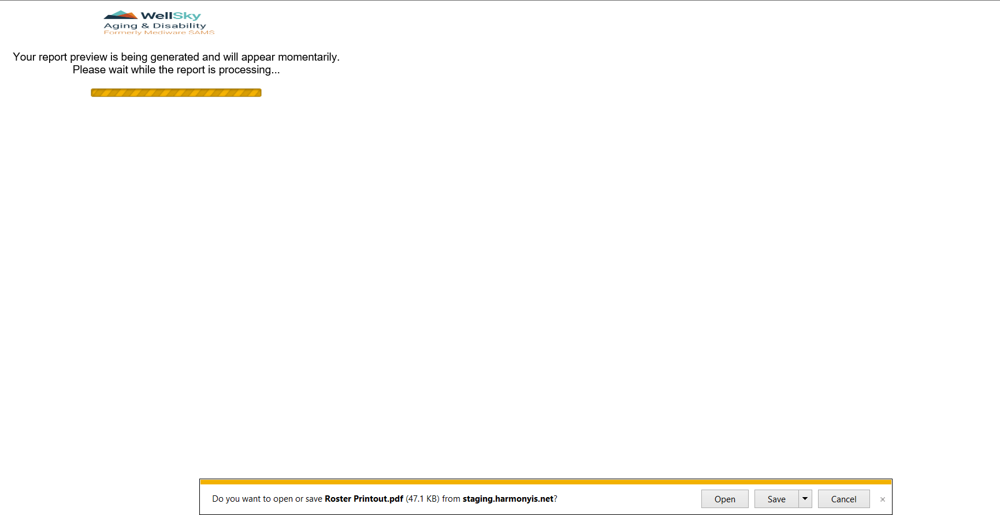 WellSky
Aging & Disability
Formerly Mediware SAMS
Your report preview is being generated and will appear momentarily.
Please wait while the report is processing...
Do you want to open or save Roster Printout.pdf (47.1 KB) from staging.harmonyis.net?
Open
Save
Cancel